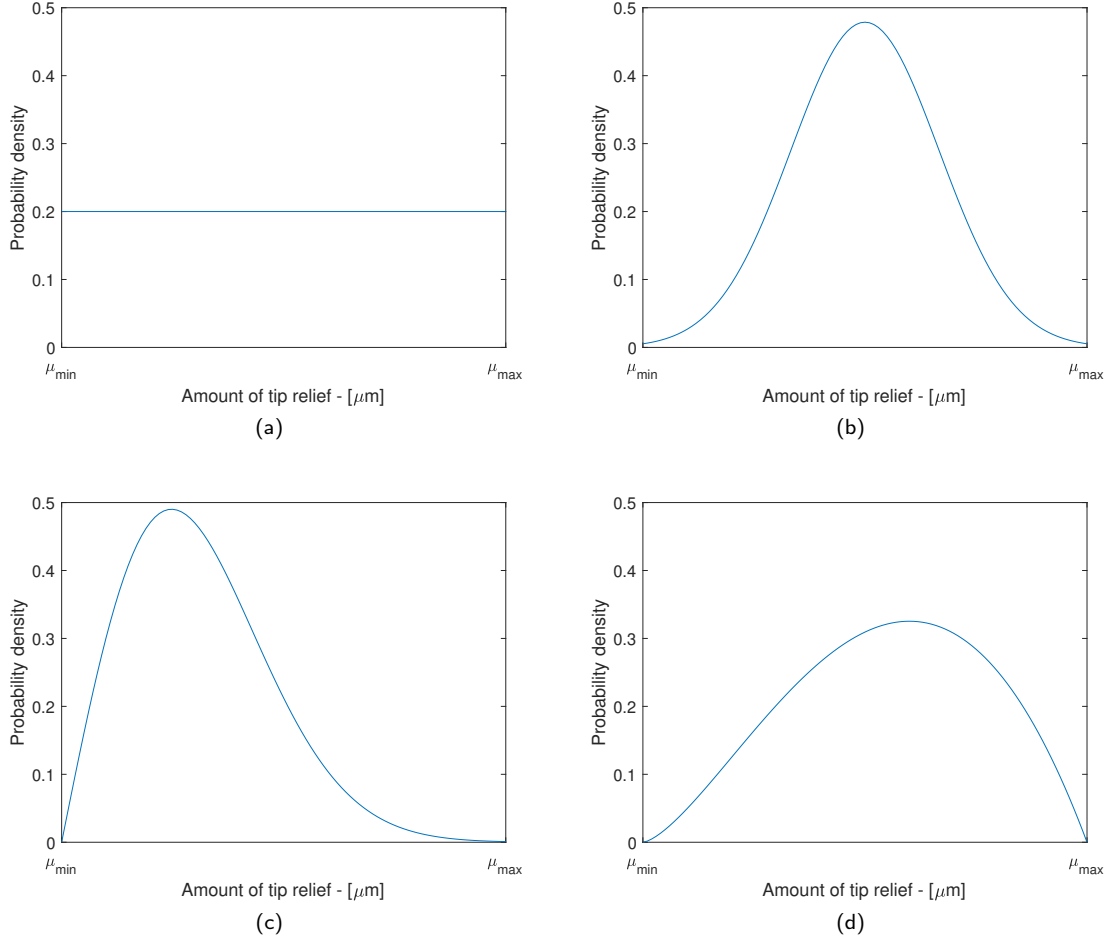 0.5
0.4
0.3
0.2
0.1
0
Probability density
μmin
μmax
Amount of tip relief - [μm]
(a)
0.5
0.4
0.3
0.2
0.1
0
Probability density
μmin
μmax
Amount of tip relief - [μm]
(b)
0.5
0.4
0.3
0.2
0.1
0
Probability density
μmin
μmax
Amount of tip relief - [μm]
(c)
0.5
0.4
0.3
0.2
0.1
0
Probability density
μmin
μmax
Amount of tip relief - [μm]
(d)